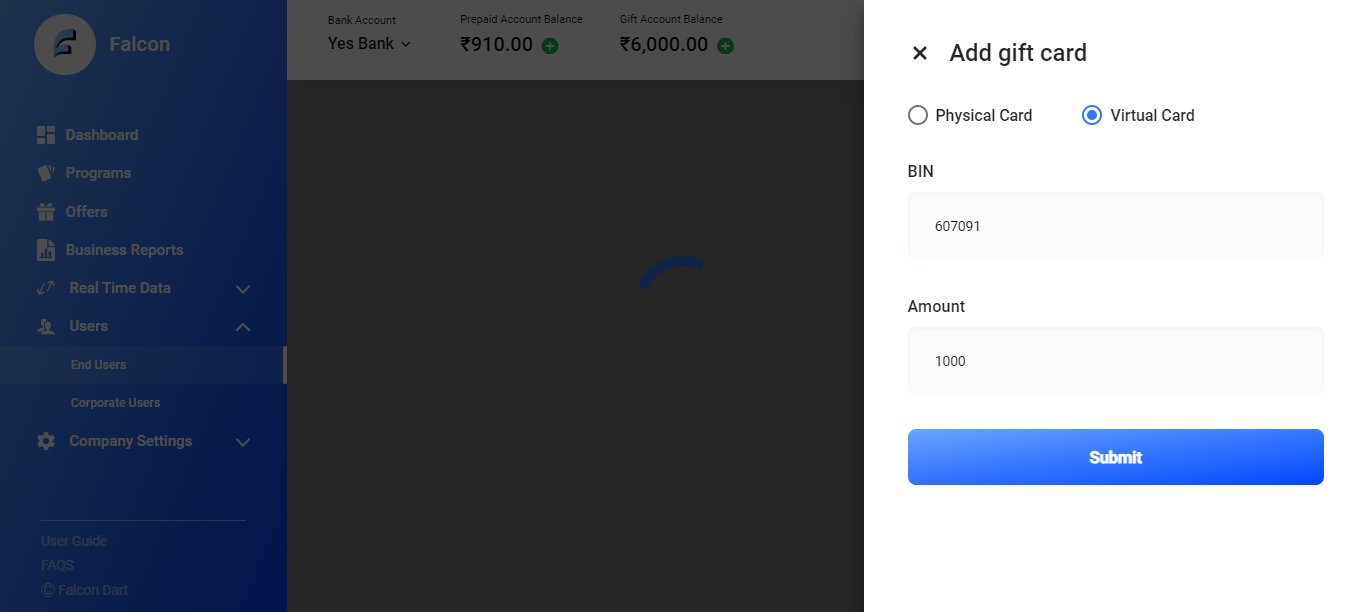 Falcon
Dashboard
Programs
Offers
Business Reports
Real Time Data
Users
End Users
Corporate Users
Company Settings
User Guide
FAQS
© Falcon Dart
Bank Account
Yes Bank
Prepaid Account Balance
₹910.00
Gift Account Balance
₹6,000.00
Add gift card
Physical Card
Virtual Card
BIN
607091
Amount
1000
Submit